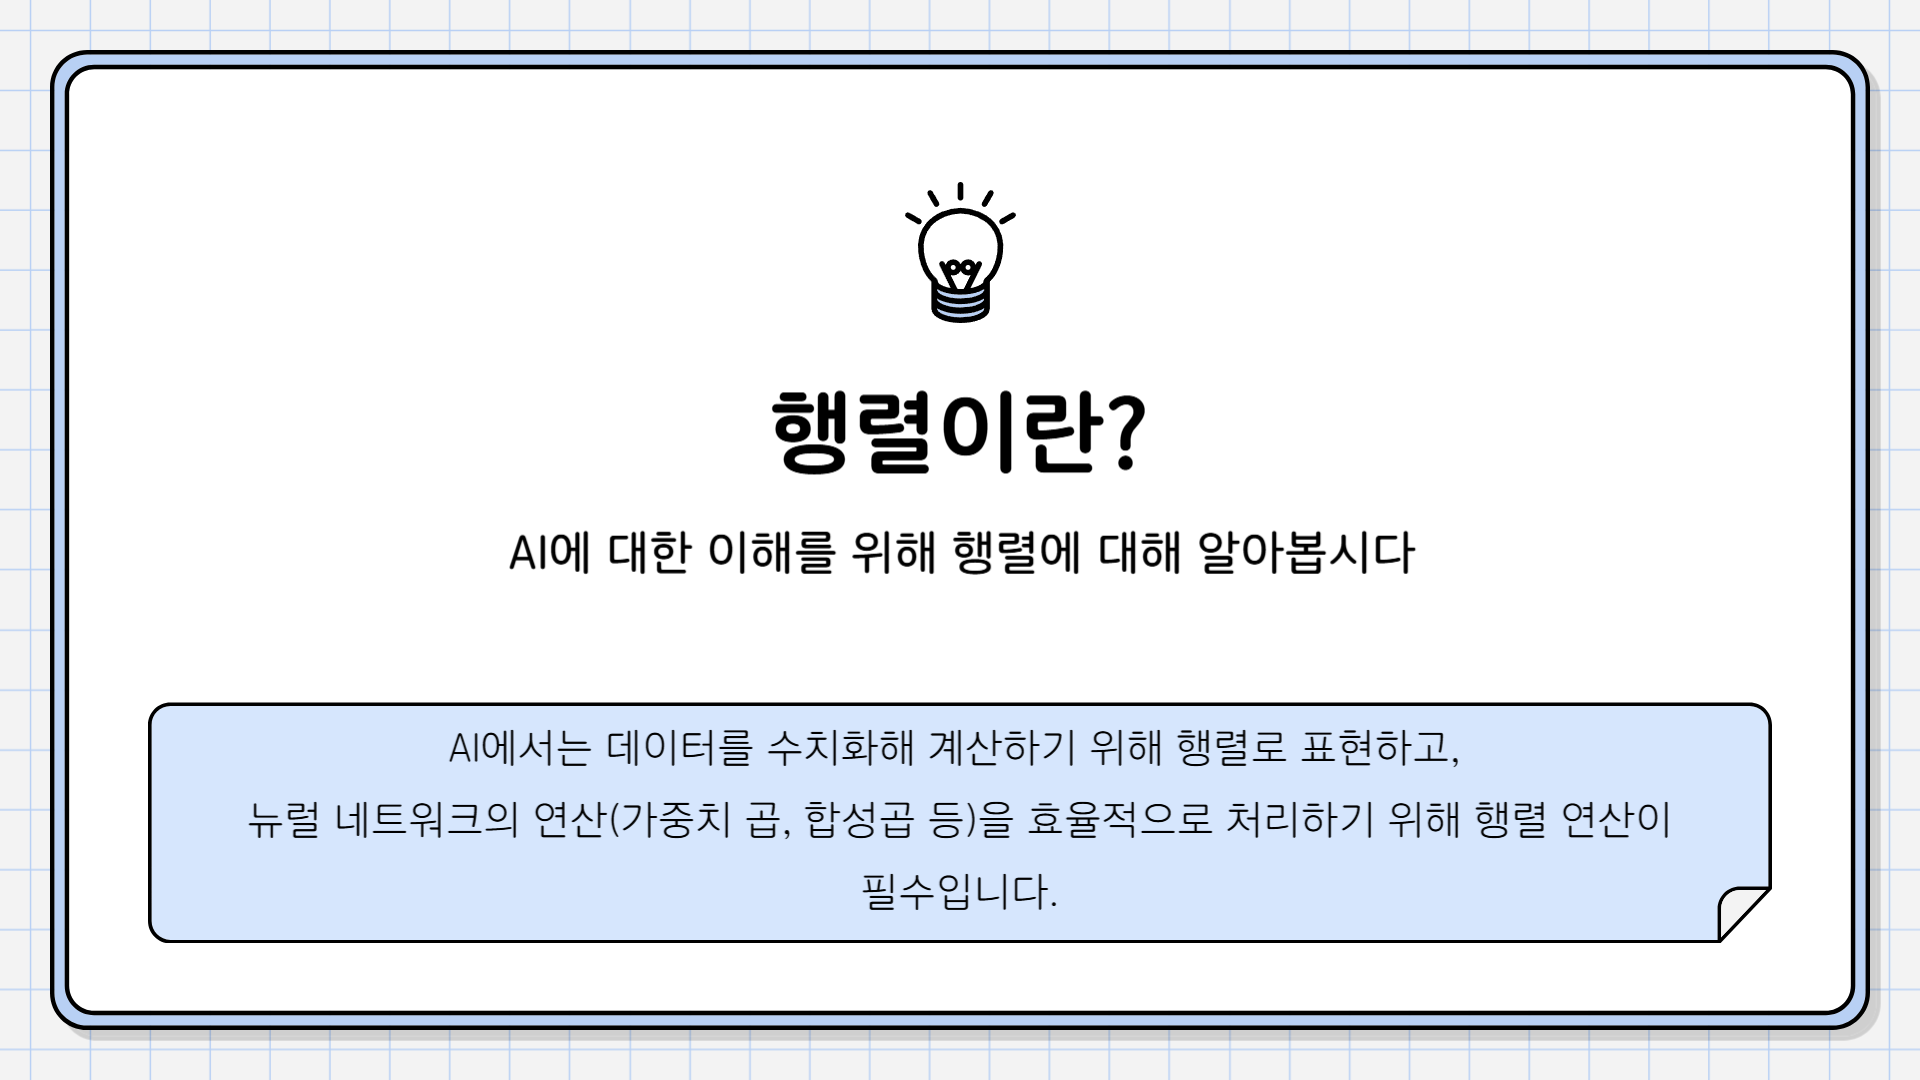 행렬이란?
AI에 대한 이해를 위해 행렬에 대해 알아봅시다
AI에서는 데이터를 수치화해 계산하기 위해 행렬로 표현하고,
뉴럴 네트워크의 연산(가중치 곱, 합성곱 등)을 효율적으로 처리하기 위해 행렬 연산이
필수입니다.